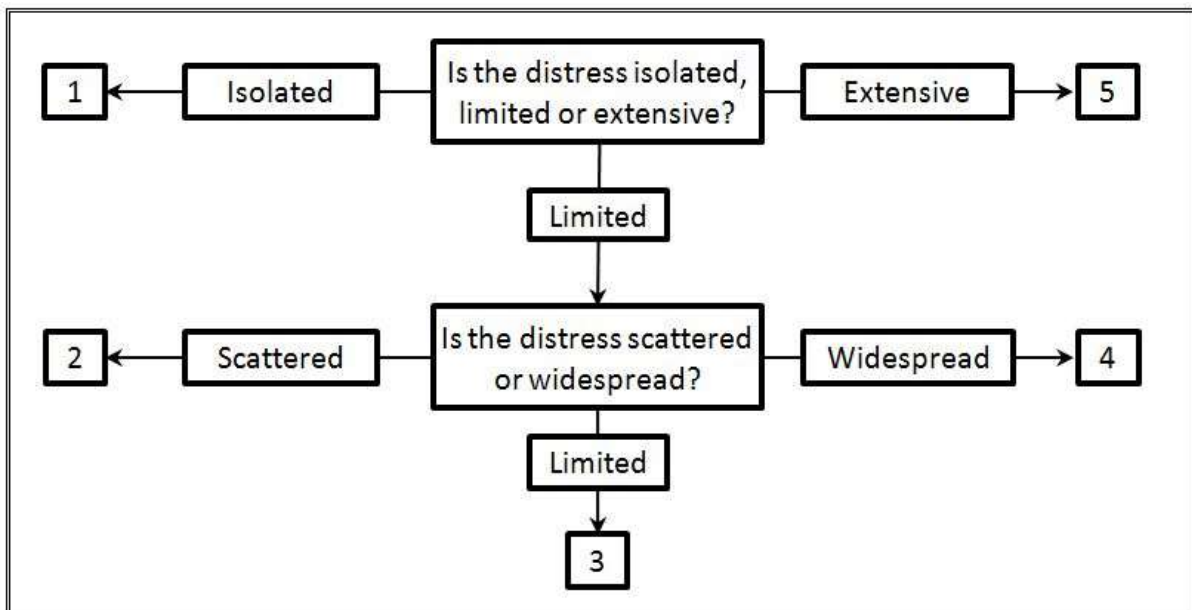 1
Isolated
Is the distress isolated,
limited or extensive?
Extensive
5
Limited
2
Scattered
Is the distress scattered
or widespread?
Widespread
4
Limited
3